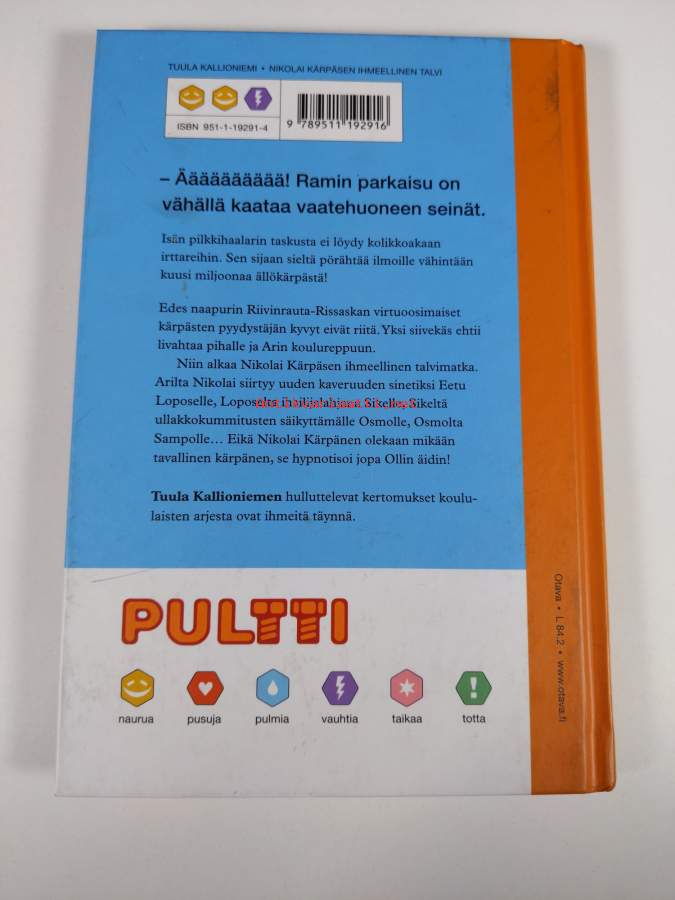 TUULA KALLIONIEMI • NIKOLAI KÄRPÄSEN IHMEELLINEN TALVI
ISBN 951-1-19291-4
9 789511 192916
– Äääääääääää! Ramin parkaisu on
vähällä kaataa vaatehuoneen seinät.
Isän pilkkihaalarin taskusta ei löydy kolikkoakaan
irttareihin. Sen sijaan sieltä pörähtää ilmoille vähintään
kuusi miljoonaa ällökärpästä!
Edes naapurin Riivinrauta-Rissaskan virtuoosimaiset
kärpästen pyydystäjän kyvyt eivät riitä. Yksi siivekäs ehtii
livahtaa pihalle ja Arin koulureppuun.
Niin alkaa Nikolai Kärpäsen ihmeellinen talvimatka.
Arilta Nikolai siirtyy uuden kaveruuden sinetiksi Eetu
Loposelle, Loposelta Sikelle, Sikeltä
ullakkokummitusten säikyttämälle Osmolle, Osmolta
Sampolle… Eikä Nikolai Kärpänen olekaan mikään
tavallinen kärpänen, se hypnotisoi jopa Ollin äidin!
Tuula Kallioniemen hulluttelevat kertomukset koulu-
laisten arjesta ovat ihmeitä täynnä.
PULTTI
naurua pusuja pulmia vauhtia taikaa totta
Otava • L 84.2 • www.otava.fi